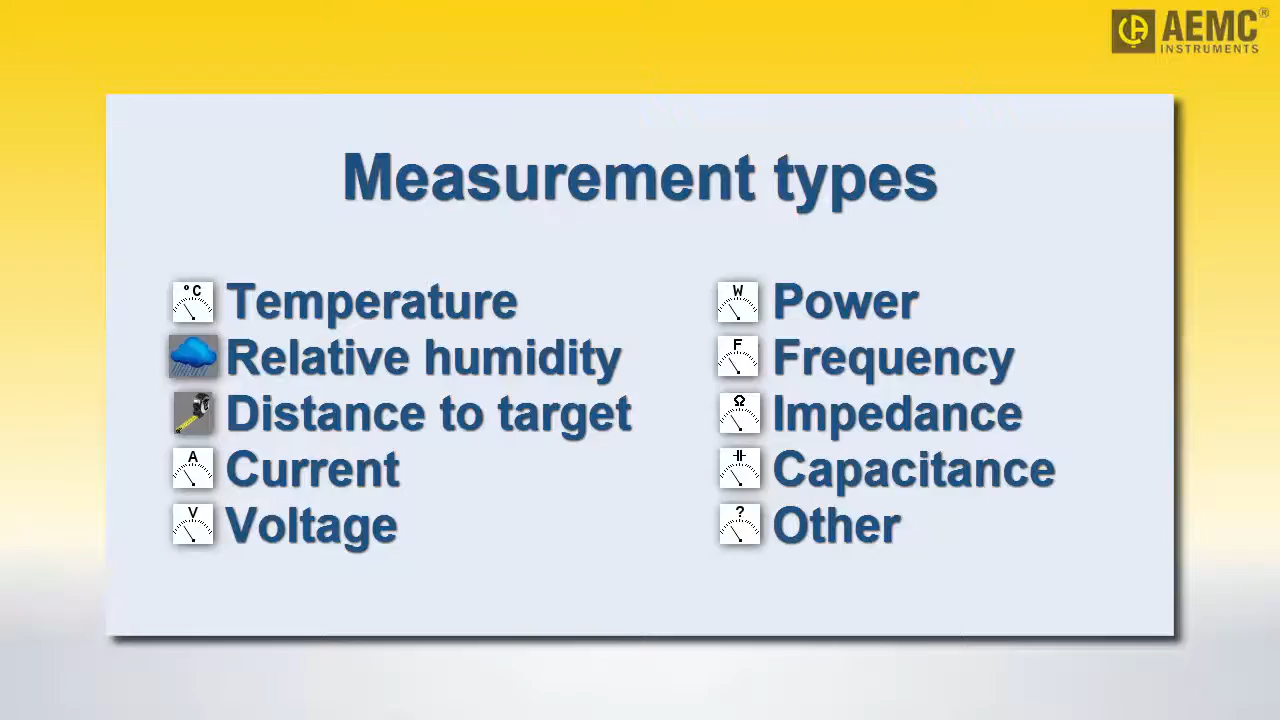 AEMC®
INSTRUMENTS
Measurement types
°C Temperature
Relative humidity
Distance to target
A Current
V Voltage
W Power
F Frequency
Ω Impedance
Capacitance
? Other